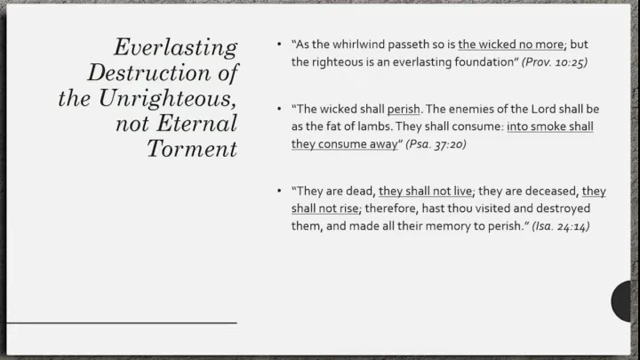 Everlasting
Destruction of
the Unrighteous,
not Eternal
Torment
• “As the whirlwind passeth so is the wicked no more; but
the righteous is an everlasting foundation” (Prov. 10:25)
• “The wicked shall perish. The enemies of the Lord shall be
as the fat of lambs. They shall consume: into smoke shall
they consume away” (Psa. 37:20)
• “They are dead, they shall not live; they are deceased, they
shall not rise; therefore, hast thou visited and destroyed
them, and made all their memory to perish.” (Isa. 24:14)